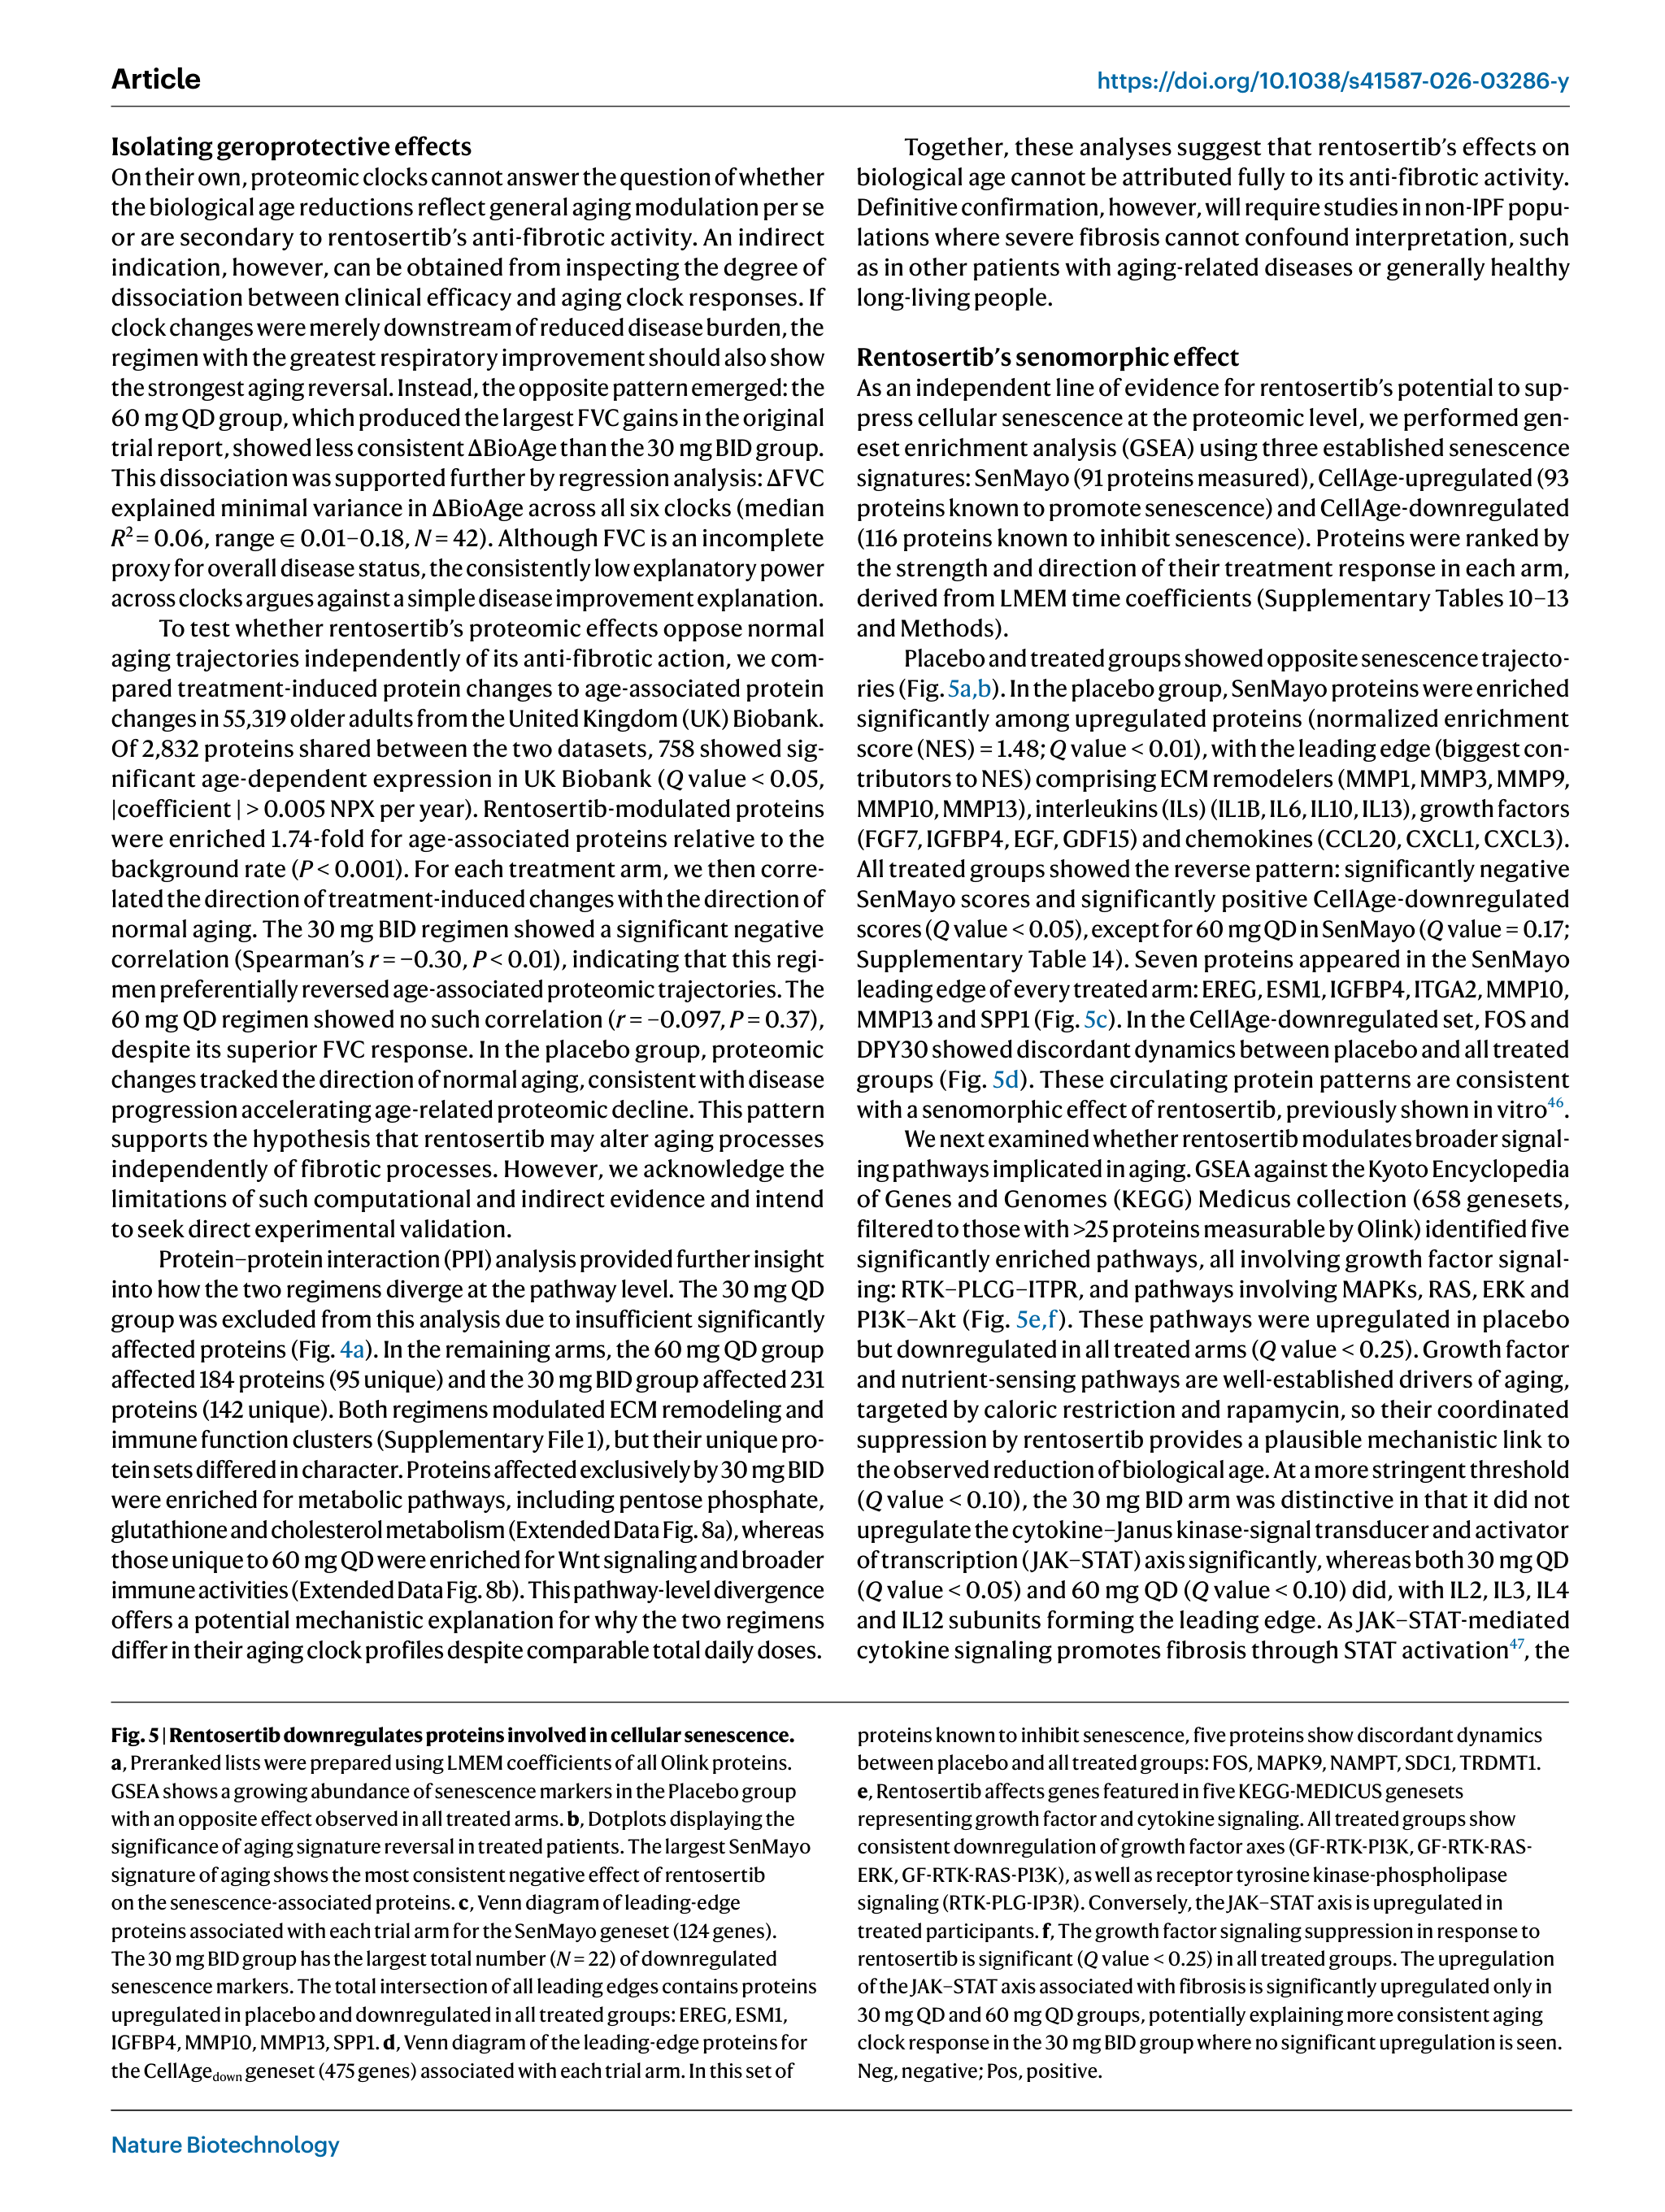 Article
https://doi.org/10.1038/s41587-026-03286-y
Isolating geroprotective effects
On their own, proteomic clocks cannot answer the question of whether
the biological age reductions reflect general aging modulation per se
or are secondary to rentosertib’s anti-fibrotic activity. An indirect
indication, however, can be obtained from inspecting the degree of
dissociation between clinical efficacy and aging clock responses. If
clock changes were merely downstream of reduced disease burden, the
regimen with the greatest respiratory improvement should also show
the strongest aging reversal. Instead, the opposite pattern emerged: the
60 mg QD group, which produced the largest FVC gains in the original
trial report, showed less consistent ΔBioAge than the 30 mg BID group.
This dissociation was supported further by regression analysis: ΔFVC
explained minimal variance in ΔBioAge across all six clocks (median
R² = 0.06, range ∈ 0.01–0.18, N = 42). Although FVC is an incomplete
proxy for overall disease status, the consistently low explanatory power
across clocks argues against a simple disease improvement explanation.
To test whether rentosertib’s proteomic effects oppose normal
aging trajectories independently of its anti-fibrotic action, we com-
pared treatment-induced protein changes to age-associated protein
changes in 55,319 older adults from the United Kingdom (UK) Biobank.
Of 2,832 proteins shared between the two datasets, 758 showed sig-
nificant age-dependent expression in UK Biobank (Q value < 0.05,
|coefficient | > 0.005 NPX per year). Rentosertib-modulated proteins
were enriched 1.74-fold for age-associated proteins relative to the
background rate (P < 0.001). For each treatment arm, we then corre-
lated the direction of treatment-induced changes with the direction of
normal aging. The 30 mg BID regimen showed a significant negative
correlation (Spearman’s r = −0.30, P < 0.01), indicating that this regi-
men preferentially reversed age-associated proteomic trajectories. The
60 mg QD regimen showed no such correlation (r = −0.097, P = 0.37),
despite its superior FVC response. In the placebo group, proteomic
changes tracked the direction of normal aging, consistent with disease
progression accelerating age-related proteomic decline. This pattern
supports the hypothesis that rentosertib may alter aging processes
independently of fibrotic processes. However, we acknowledge the
limitations of such computational and indirect evidence and intend
to seek direct experimental validation.
Protein–protein interaction (PPI) analysis provided further insight
into how the two regimens diverge at the pathway level. The 30 mg QD
group was excluded from this analysis due to insufficient significantly
affected proteins (Fig. 4a). In the remaining arms, the 60 mg QD group
affected 184 proteins (95 unique) and the 30 mg BID group affected 231
proteins (142 unique). Both regimens modulated ECM remodeling and
immune function clusters (Supplementary File 1), but their unique pro-
tein sets differed in character. Proteins affected exclusively by 30 mg BID
were enriched for metabolic pathways, including pentose phosphate,
glutathione and cholesterol metabolism (Extended Data Fig. 8a), whereas
those unique to 60 mg QD were enriched for Wnt signaling and broader
immune activities (Extended Data Fig. 8b). This pathway-level divergence
offers a potential mechanistic explanation for why the two regimens
differ in their aging clock profiles despite comparable total daily doses.
Together, these analyses suggest that rentosertib’s effects on
biological age cannot be attributed fully to its anti-fibrotic activity.
Definitive confirmation, however, will require studies in non-IPF popu-
lations where severe fibrosis cannot confound interpretation, such
as in other patients with aging-related diseases or generally healthy
long-living people.
Rentosertib’s senomorphic effect
As an independent line of evidence for rentosertib’s potential to sup-
press cellular senescence at the proteomic level, we performed gen-
eset enrichment analysis (GSEA) using three established senescence
signatures: SenMayo (91 proteins measured), CellAge-upregulated (93
proteins known to promote senescence) and CellAge-downregulated
(116 proteins known to inhibit senescence). Proteins were ranked by
the strength and direction of their treatment response in each arm,
derived from LMEM time coefficients (Supplementary Tables 10–13
and Methods).
Placebo and treated groups showed opposite senescence trajecto-
ries (Fig. 5a,b). In the placebo group, SenMayo proteins were enriched
significantly among upregulated proteins (normalized enrichment
score (NES) = 1.48; Q value < 0.01), with the leading edge (biggest con-
tributors to NES) comprising ECM remodelers (MMP1, MMP3, MMP9,
MMP10, MMP13), interleukins (ILs) (IL1B, IL6, IL10, IL13), growth factors
(FGF7, IGFBP4, EGF, GDF15) and chemokines (CCL20, CXCL1, CXCL3).
All treated groups showed the reverse pattern: significantly negative
SenMayo scores and significantly positive CellAge-downregulated
scores (Q value < 0.05), except for 60 mg QD in SenMayo (Q value = 0.17;
Supplementary Table 14). Seven proteins appeared in the SenMayo
leading edge of every treated arm: EREG, ESM1, IGFBP4, ITGA2, MMP10,
MMP13 and SPP1 (Fig. 5c). In the CellAge-downregulated set, FOS and
DPY30 showed discordant dynamics between placebo and all treated
groups (Fig. 5d). These circulating protein patterns are consistent
with a senomorphic effect of rentosertib, previously shown in vitro⁴⁶.
We next examined whether rentosertib modulates broader signal-
ing pathways implicated in aging. GSEA against the Kyoto Encyclopedia
of Genes and Genomes (KEGG) Medicus collection (658 genesets,
filtered to those with >25 proteins measurable by Olink) identified five
significantly enriched pathways, all involving growth factor signal-
ing: RTK–PLCG–ITPR, and pathways involving MAPKs, RAS, ERK and
PI3K–Akt (Fig. 5e,f). These pathways were upregulated in placebo
but downregulated in all treated arms (Q value < 0.25). Growth factor
and nutrient-sensing pathways are well-established drivers of aging,
targeted by caloric restriction and rapamycin, so their coordinated
suppression by rentosertib provides a plausible mechanistic link to
the observed reduction of biological age. At a more stringent threshold
(Q value < 0.10), the 30 mg BID arm was distinctive in that it did not
upregulate the cytokine–Janus kinase-signal transducer and activator
of transcription (JAK–STAT) axis significantly, whereas both 30 mg QD
(Q value < 0.05) and 60 mg QD (Q value < 0.10) did, with IL2, IL3, IL4
and IL12 subunits forming the leading edge. As JAK–STAT-mediated
cytokine signaling promotes fibrosis through STAT activation⁴⁷, the
Fig. 5 | Rentosertib downregulates proteins involved in cellular senescence.
a, Preranked lists were prepared using LMEM coefficients of all Olink proteins.
GSEA shows a growing abundance of senescence markers in the Placebo group
with an opposite effect observed in all treated arms. b, Dotplots displaying the
significance of aging signature reversal in treated patients. The largest SenMayo
signature of aging shows the most consistent negative effect of rentosertib
on the senescence-associated proteins. c, Venn diagram of leading-edge
proteins associated with each trial arm for the SenMayo geneset (124 genes).
The 30 mg BID group has the largest total number (N = 22) of downregulated
senescence markers. The total intersection of all leading edges contains proteins
upregulated in placebo and downregulated in all treated groups: EREG, ESM1,
IGFBP4, MMP10, MMP13, SPP1. d, Venn diagram of the leading-edge proteins for
the CellAgedown geneset (475 genes) associated with each trial arm. In this set of
proteins known to inhibit senescence, five proteins show discordant dynamics
between placebo and all treated groups: FOS, MAPK9, NAMPT, SDC1, TRDMT1.
e, Rentosertib affects genes featured in five KEGG-MEDICUS genesets
representing growth factor and cytokine signaling. All treated groups show
consistent downregulation of growth factor axes (GF-RTK-PI3K, GF-RTK-RAS-
ERK, GF-RTK-RAS-PI3K), as well as receptor tyrosine kinase-phospholipase
signaling (RTK-PLG-IP3R). Conversely, the JAK–STAT axis is upregulated in
treated participants. f, The growth factor signaling suppression in response to
rentosertib is significant (Q value < 0.25) in all treated groups. The upregulation
of the JAK–STAT axis associated with fibrosis is significantly upregulated only in
30 mg QD and 60 mg QD groups, potentially explaining more consistent aging
clock response in the 30 mg BID group where no significant upregulation is seen.
Neg, negative; Pos, positive.
Nature Biotechnology